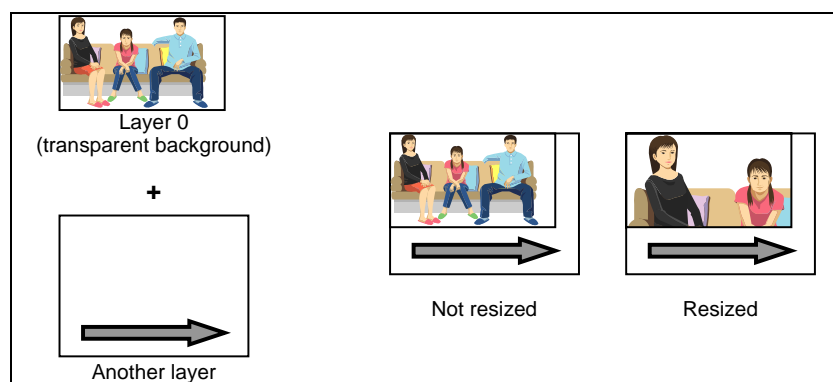 Layer 0
(transparent background)
+
Another layer
Not resized
Resized